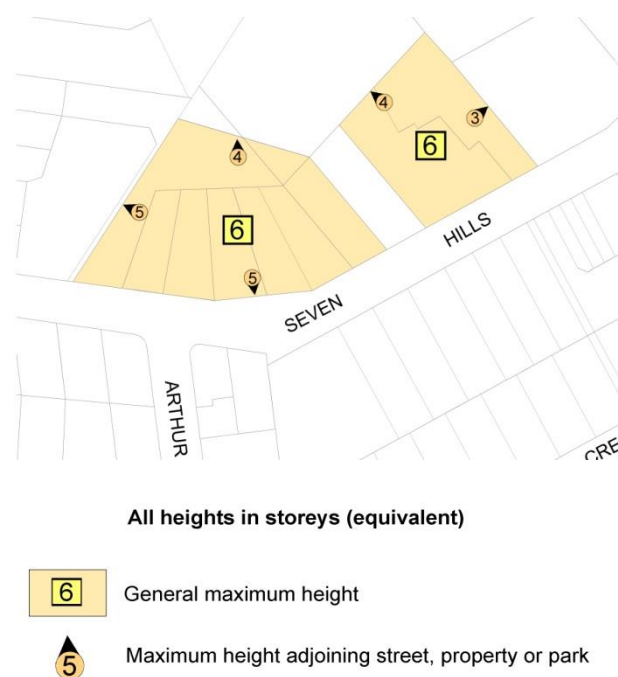 4
3
6
4
5
6
5
HILLS
SEVEN
ARTHUR
CRE
All heights in storeys (equivalent)
6 General maximum height
5 Maximum height adjoining street, property or park